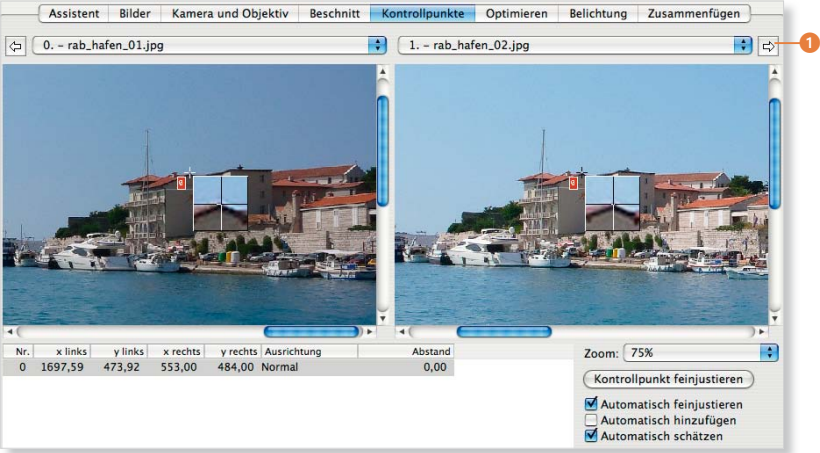 Assistent Bilder Kamera und Objektiv Beschnitt Kontrollpunkte Optimieren Belichtung Zusammenfügen
0. – rab_hafen_01.jpg 1. – rab_hafen_02.jpg 1
0 0
Nr. x links y links x rechts y rechts Ausrichtung Abstand
0 1697,59 473,92 553,00 484,00 Normal 0,00
Zoom: 75%
Kontrollpunkt feinjustieren
Automatisch feinjustieren
Automatisch hinzufügen
Automatisch schätzen